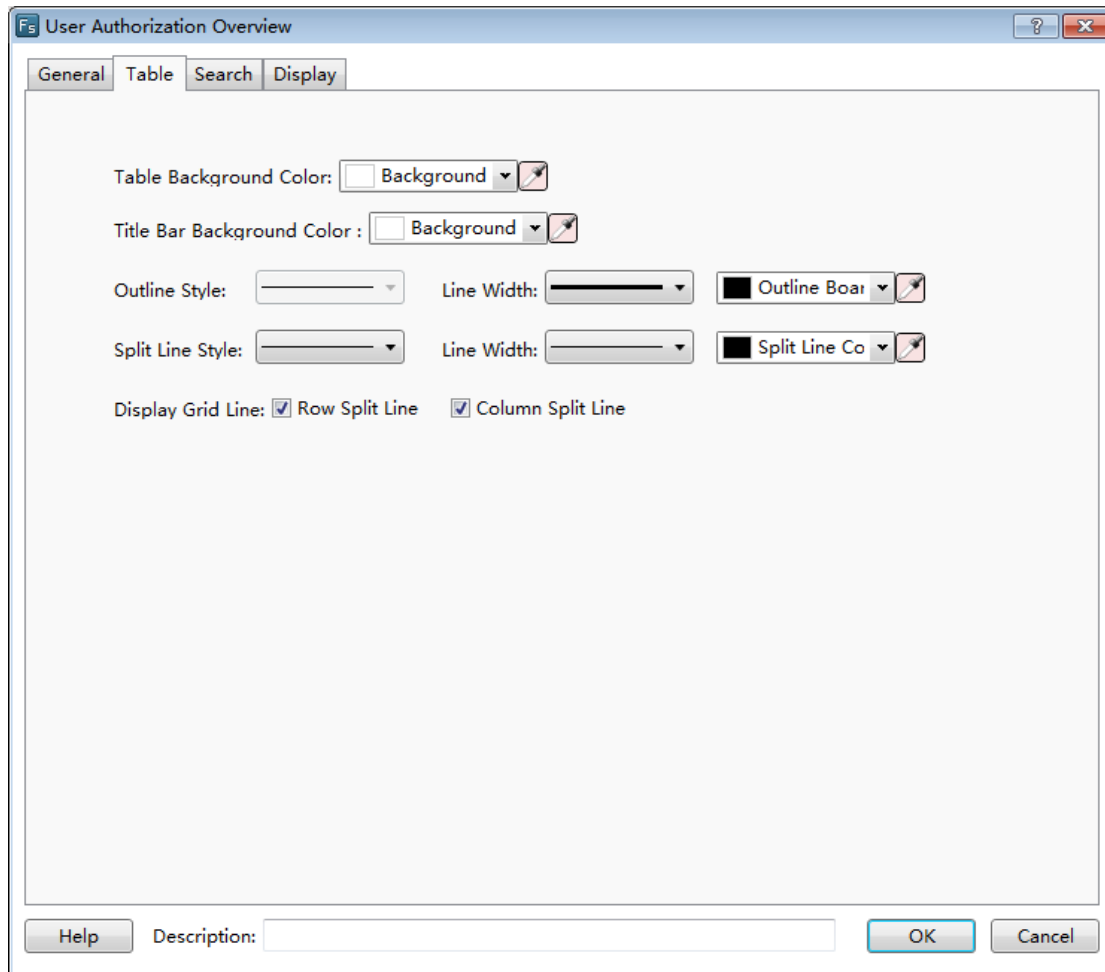 Fs User Authorization Overview ?
General Table Search Display
Table Background Color: Background
Title Bar Background Color : Background
Outline Style: Line Width: Outline Boar
Split Line Style: Line Width: Split Line Co
Display Grid Line: Row Split Line Column Split Line
Help Description: OK Cancel